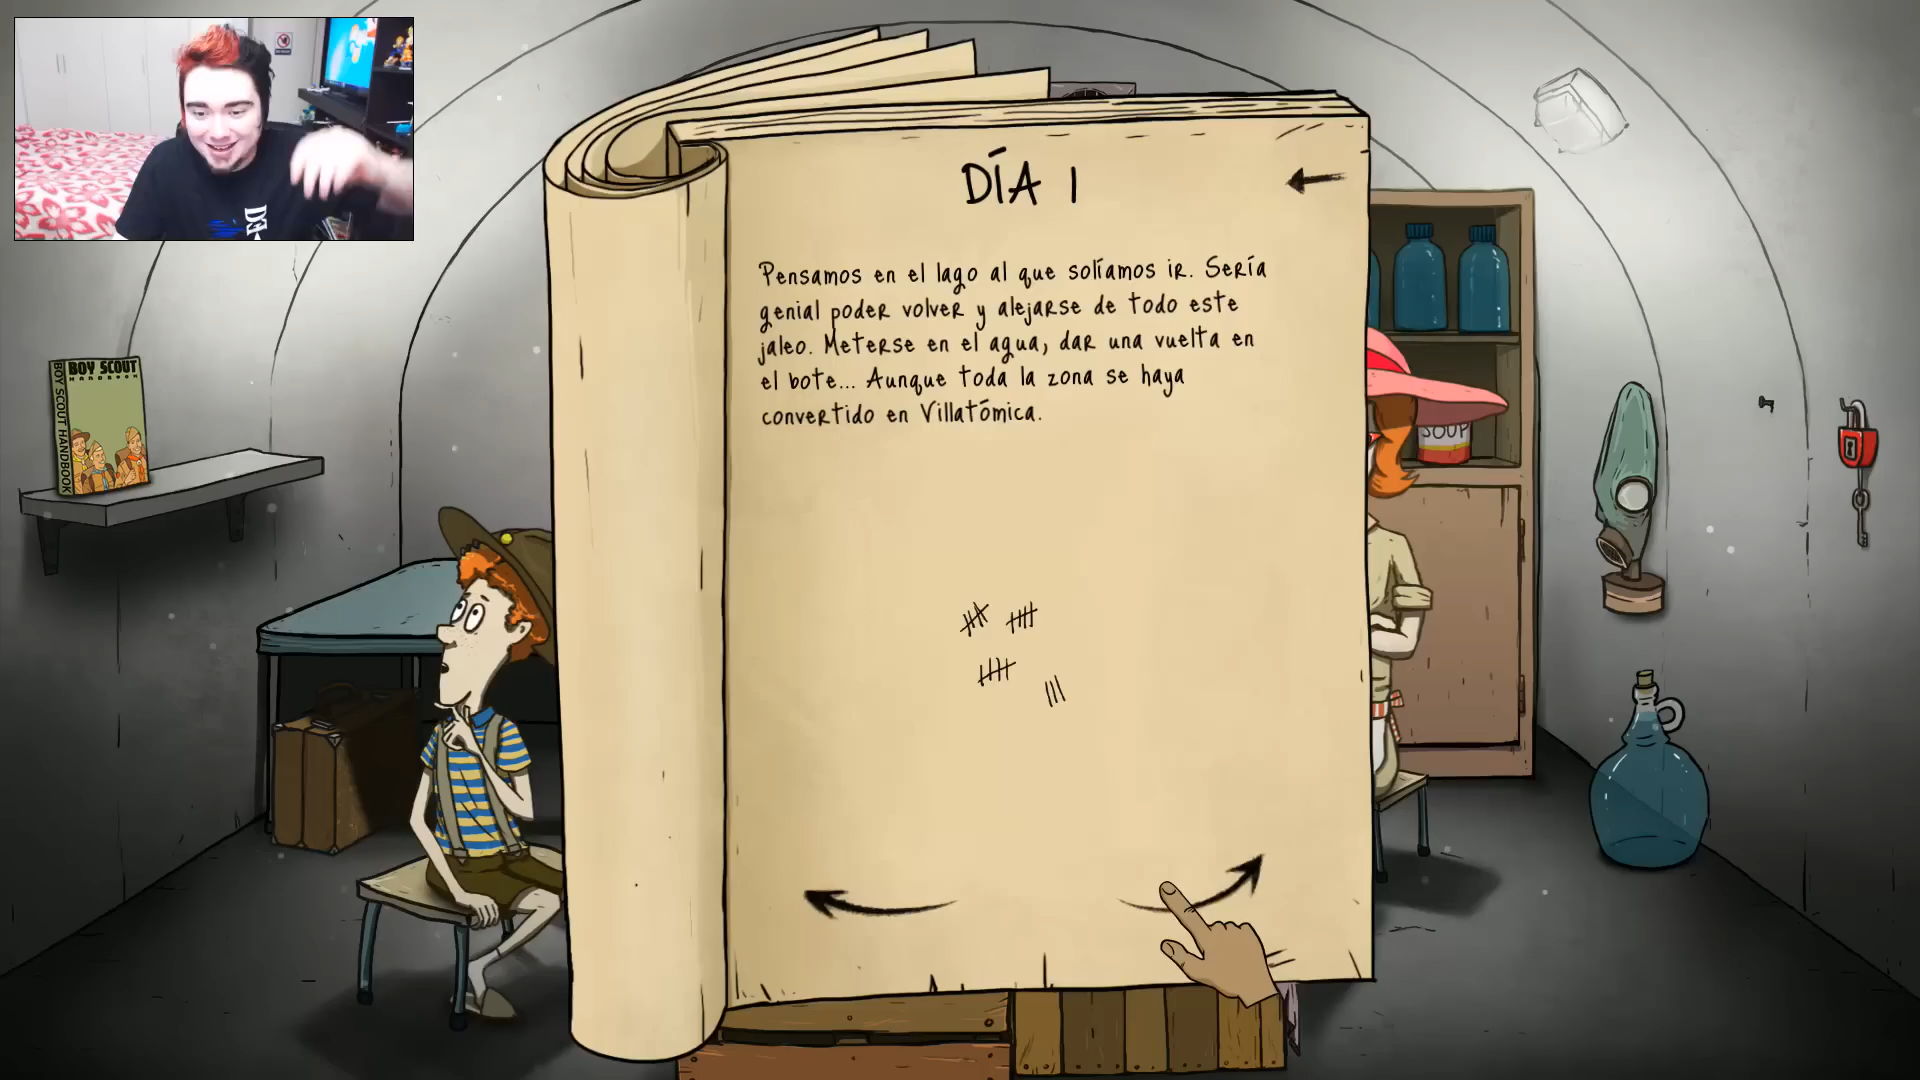 DÍA 1
Pensamos en el lago al que solíamos ir. Sería
genial poder volver y alejarse de todo este
jaleo. Meterse en el agua, dar una vuelta en
el bote... Aunque toda la zona se haya
convertido en Villatómica.
BOY SCOUT
HANDBOOK
BOY SCOUT HANDBOOK
SOUP